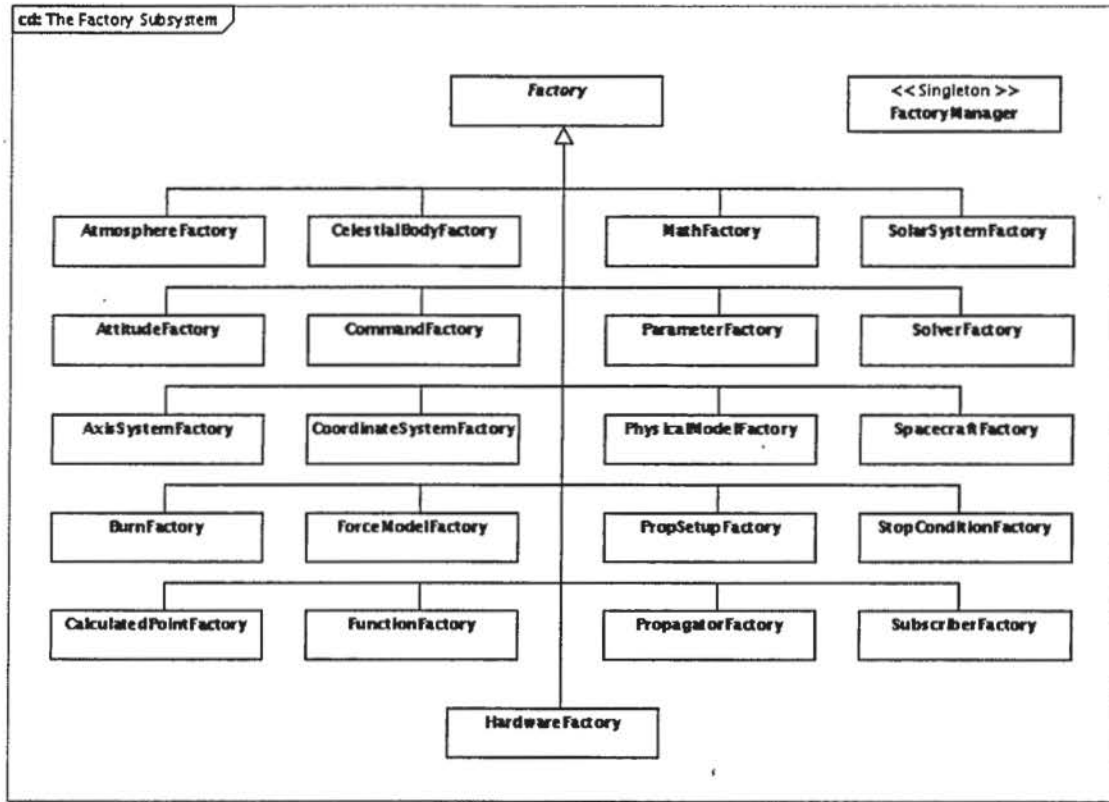 cd: The Factory Subsystem
Factory
<< Singleton >>
FactoryManager
AtmosphereFactory
CelestialBodyFactory
MathFactory
SolarSystemFactory
AttitudeFactory
CommandFactory
ParameterFactory
SolverFactory
AxisSystemFactory
CoordinateSystemFactory
PhysicalModelFactory
SpacecraftFactory
BurnFactory
ForceModelFactory
PropSetupFactory
StopConditionFactory
CalculatedPointFactory
FunctionFactory
PropagatorFactory
SubscriberFactory
HardwareFactory